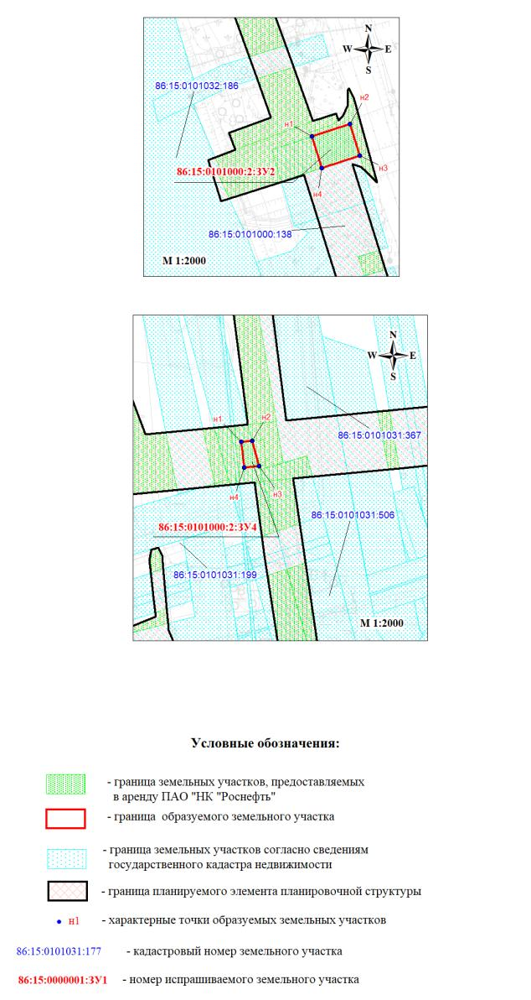 N
W E
S
86:15:0101032:186
н2
н1
86:15:0101000:2:ЗУ2
н3
н4
86:15:0101000:138
М 1:2000
N
W E
S
н1
н2
86:15:0101031:367
н4
н3
86:15:0101031:506
86:15:0101000:2:ЗУ4
86:15:0101031:199
М 1:2000
Условные обозначения:
- граница земельных участков, предоставляемых
в аренду ПАО "НК "Роснефть"
- граница образуемого земельного участка
- граница земельных участков согласно сведениям
государственного кадастра недвижимости
- граница планируемого элемента планировочной структуры
н1 - характерные точки образуемых земельных участков
86:15:0101031:177 - кадастровый номер земельного участка
86:15:0000001:ЗУ1 - номер испрашиваемого земельного участка